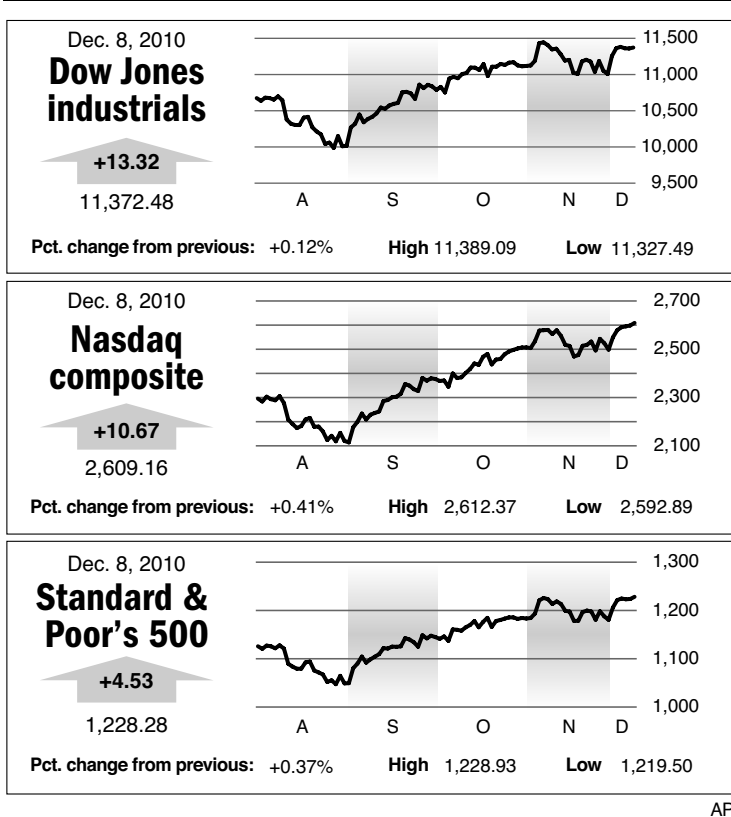 Dec. 8, 2010
Dow Jones
industrials
+13.32
11,372.48
11,500
11,000
10,500
10,000
9,500
A S O N D
Pct. change from previous: +0.12% High 11,389.09 Low 11,327.49
Dec. 8, 2010
Nasdaq
composite
+10.67
2,609.16
2,700
2,500
2,300
2,100
A S O N D
Pct. change from previous: +0.41% High 2,612.37 Low 2,592.89
Dec. 8, 2010
Standard &
Poor's 500
+4.53
1,228.28
1,300
1,200
1,100
1,000
A S O N D
Pct. change from previous: +0.37% High 1,228.93 Low 1,219.50
AP